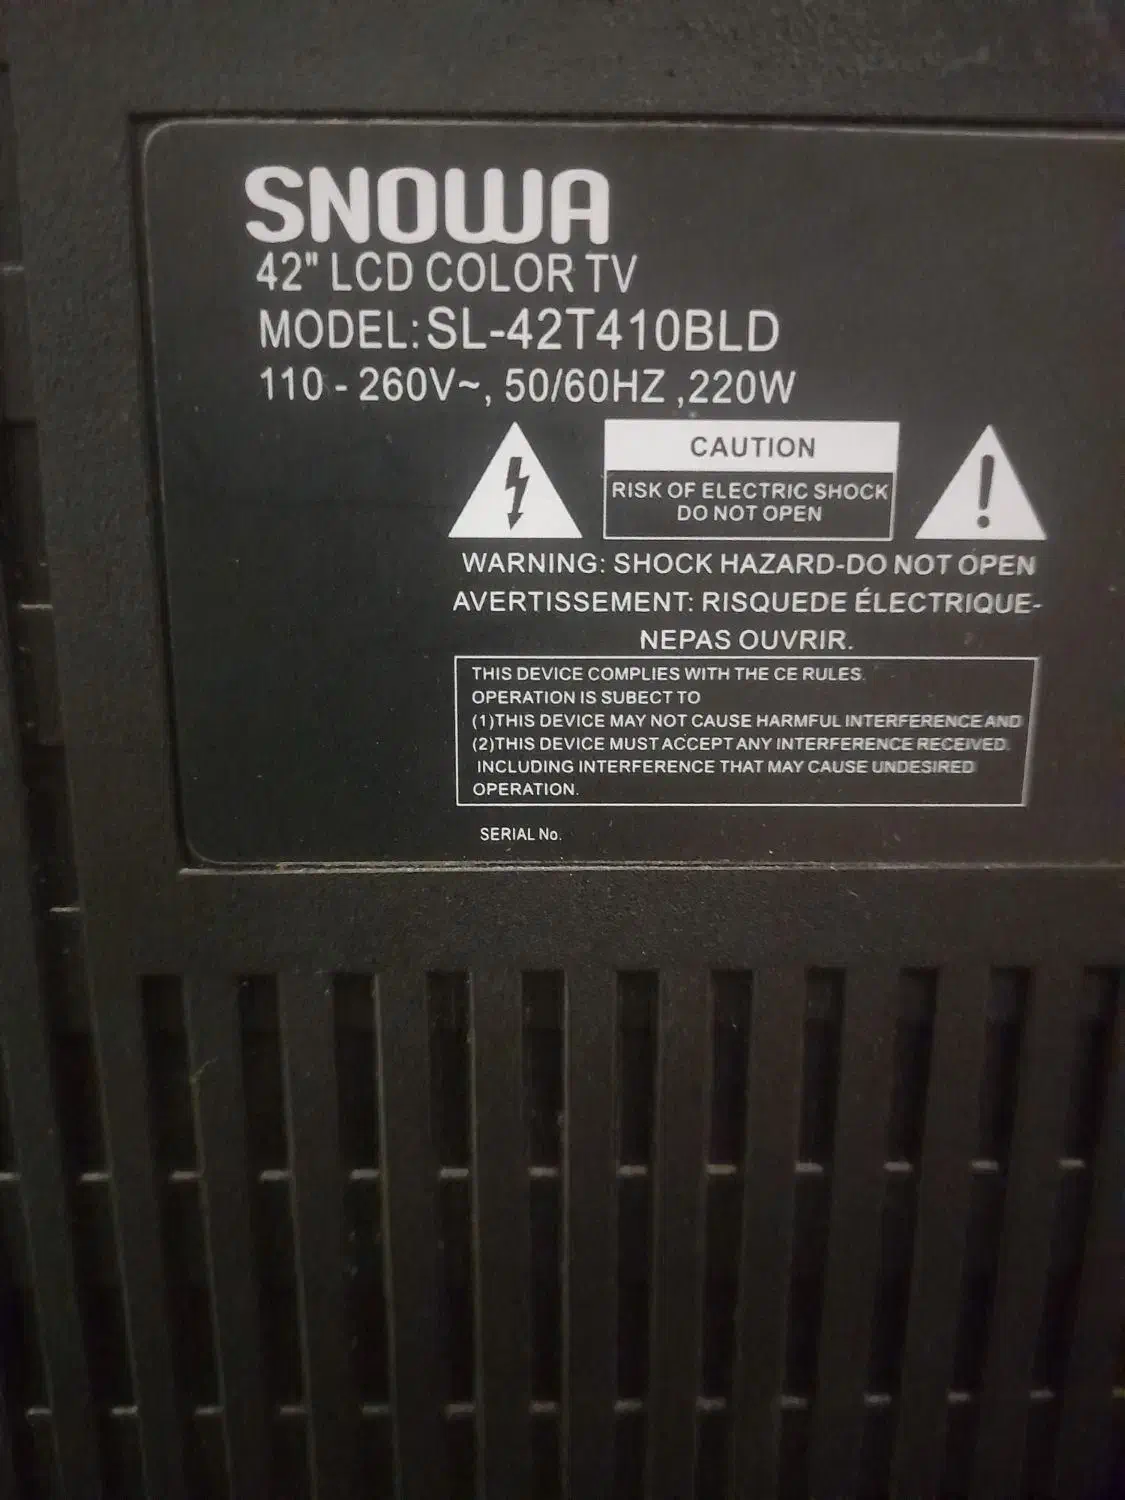 SNOWA
42" LCD COLOR TV
MODEL: SL-42T410BLD
110 - 260V~, 50/60HZ ,220W
CAUTION
RISK OF ELECTRIC SHOCK
DO NOT OPEN
WARNING: SHOCK HAZARD-DO NOT OPEN
AVERTISSEMENT: RISQUEDE ÉLECTRIQUE-
NEPAS OUVRIR.
THIS DEVICE COMPLIES WITH THE CE RULES.
OPERATION IS SUBECT TO
(1)THIS DEVICE MAY NOT CAUSE HARMFUL INTERFERENCE AND
(2)THIS DEVICE MUST ACCEPT ANY INTERFERENCE RECEIVED.
INCLUDING INTERFERENCE THAT MAY CAUSE UNDESIRED
OPERATION.
SERIAL No.